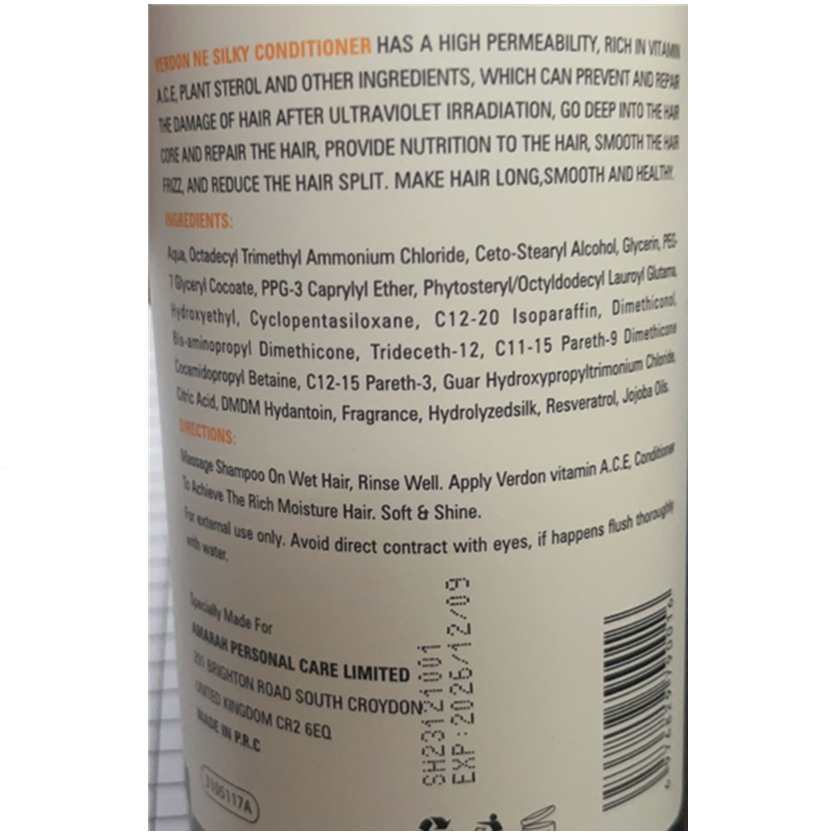 VERDON NE SILKY CONDITIONER HAS A HIGH PERMEABILITY, RICH IN VITAMIN
A.C.E, PLANT STEROL AND OTHER INGREDIENTS, WHICH CAN PREVENT AND REPAIR
THE DAMAGE OF HAIR AFTER ULTRAVIOLET IRRADIATION, GO DEEP INTO THE HAIR
CORE AND REPAIR THE HAIR, PROVIDE NUTRITION TO THE HAIR, SMOOTH THE HAIR
FRIZZ, AND REDUCE THE HAIR SPLIT. MAKE HAIR LONG,SMOOTH AND HEALTHY.
INGREDIENTS:
Aqua, Octadecyl Trimethyl Ammonium Chloride, Ceto-Stearyl Alcohol, Glycerin, PEG-
7 Glyceryl Cocoate, PPG-3 Caprylyl Ether, Phytosteryl/Octyldodecyl Lauroyl Glutama
Hydroxyethyl, Cyclopentasiloxane, C12-20 Isoparaffin, Dimethiconol,
Bis-aminopropyl Dimethicone, Trideceth-12, C11-15 Pareth-9 Dimethicone
Cocamidopropyl Betaine, C12-15 Pareth-3, Guar Hydroxypropyltrimonium Chloride,
Citric Acid, DMDM Hydantoin, Fragrance, Hydrolyzedsilk, Resveratrol, Jojoba Oils.
DIRECTIONS:
Massage Shampoo On Wet Hair, Rinse Well. Apply Verdon vitamin A.C.E, Conditioner
To Achieve The Rich Moisture Hair. Soft & Shine.
For external use only. Avoid direct contract with eyes, if happens flush thoroughly
with water.
Specially Made For
AMARAH PERSONAL CARE LIMITED
201 BRIGHTON ROAD SOUTH CROYDON
UNITED KINGDOM CR2 6EQ
MADE IN P.R.C
3105117A
SH23121001
EXP:2026/12/09